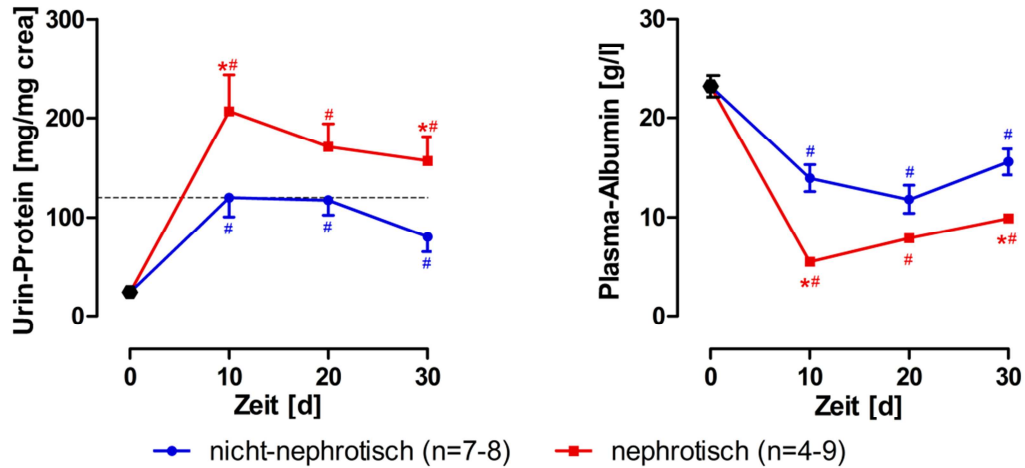 Urin-Protein [mg/mg crea]
300
200
100
0
*#
#
*#
#
#
#
0 10 20 30
Zeit [d]
Plasma-Albumin [g/l]
30
20
10
0
#
#
#
*#
#
*#
0 10 20 30
Zeit [d]
nicht-nephrotisch (n=7-8) nephrotisch (n=4-9)